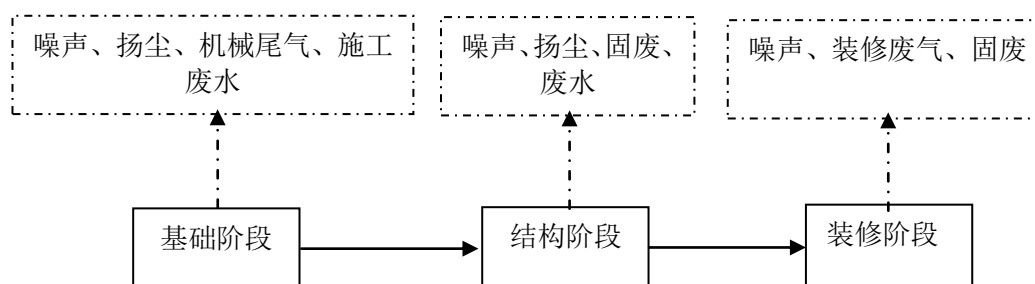 噪声、扬尘、机械尾气、施工
废水
噪声、扬尘、固废、
废水
噪声、装修废气、固废
基础阶段
结构阶段
装修阶段